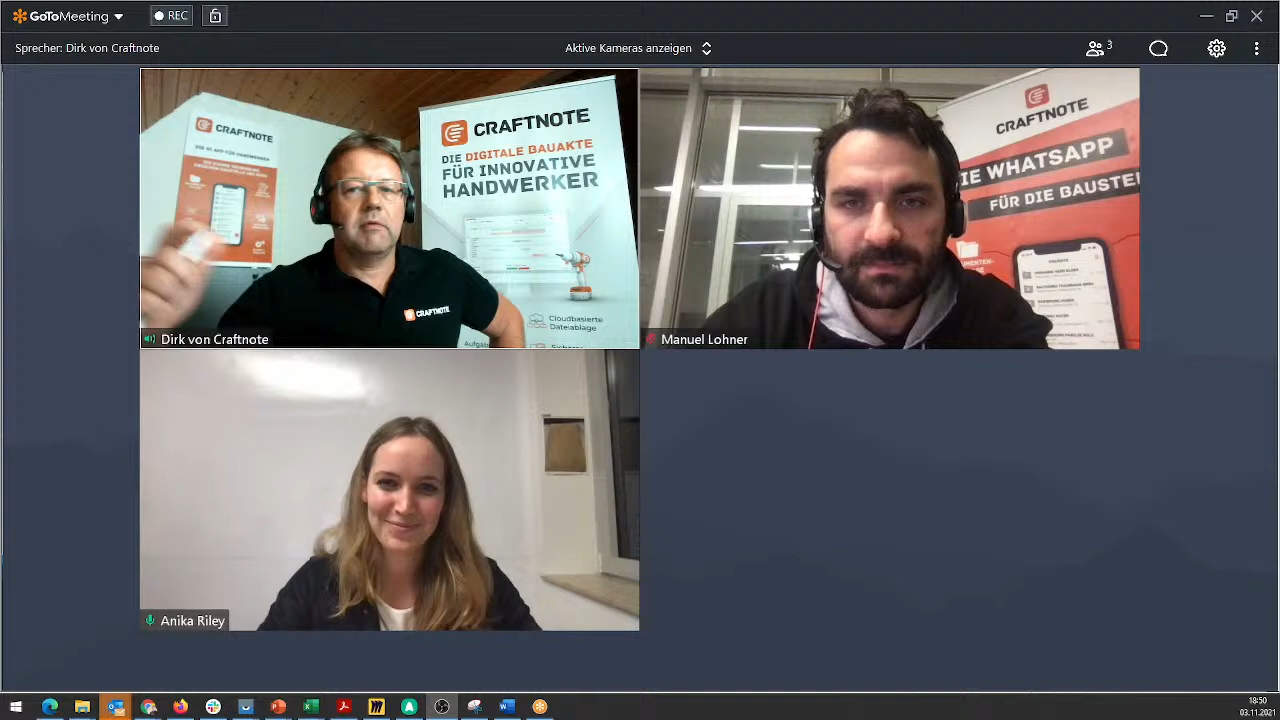 GoToMeeting
REC
Sprecher: Dirk von Craftnote
Aktive Kameras anzeigen
3
CRAFTNOTE
CRAFTNOTE
DIE DIGITALE BAUAKTE
FÜR INNOVATIVE
HANDWERKER
Cloudbasierte
Dateiablage
CRAFTNOTE
Dirk von Craftnote
CRAFTNOTE
IE WHATSAPP
FÜR DIE BAUSTE
Manuel Lohner
Anika Riley
18:50
03.11.2021